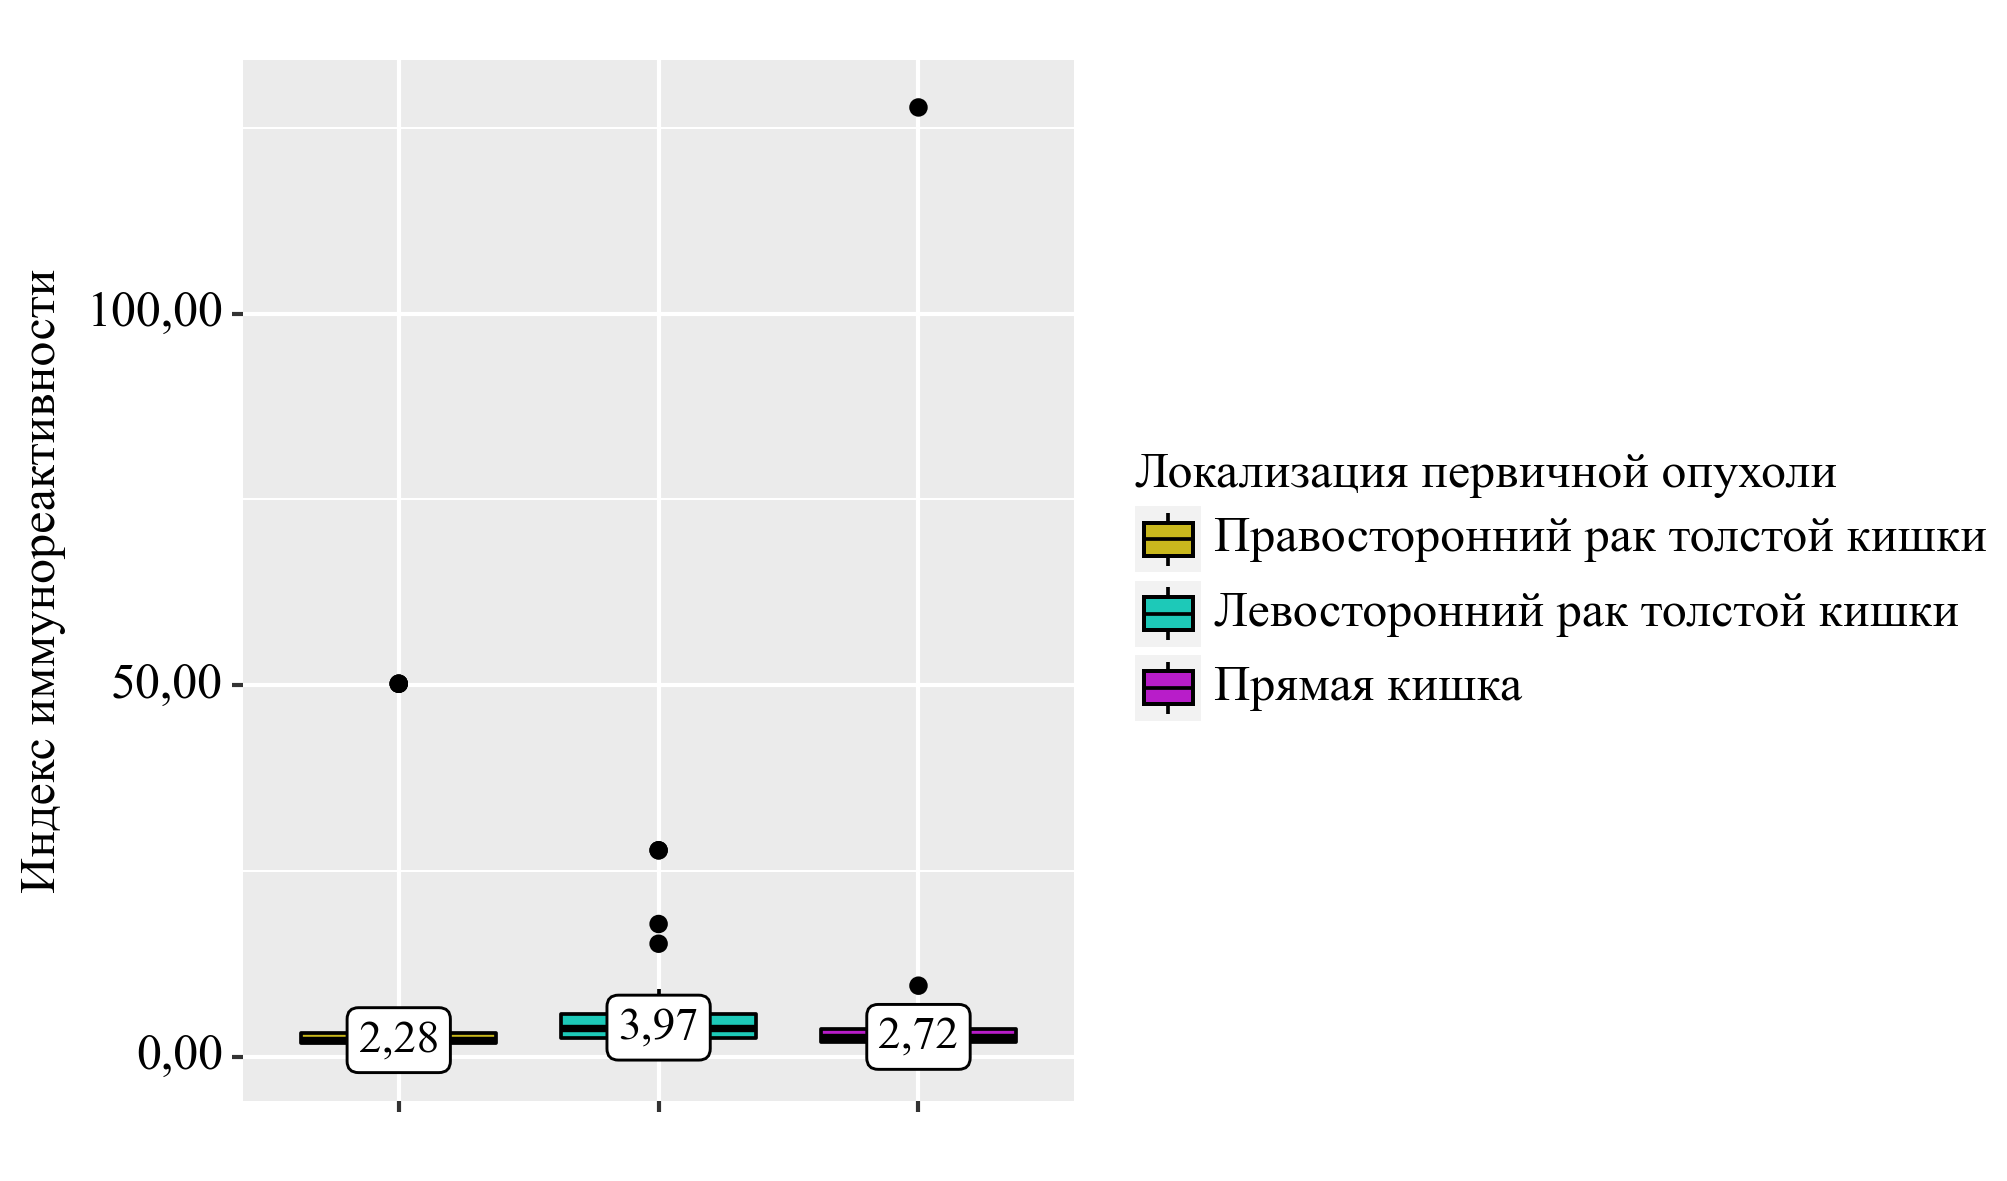 Индекс иммунореактивности
100,00
50,00
0,00
2,28
3,97
2,72
Локализация первичной опухоли
Правосторонний рак толстой кишки
Левосторонний рак толстой кишки
Прямая кишка